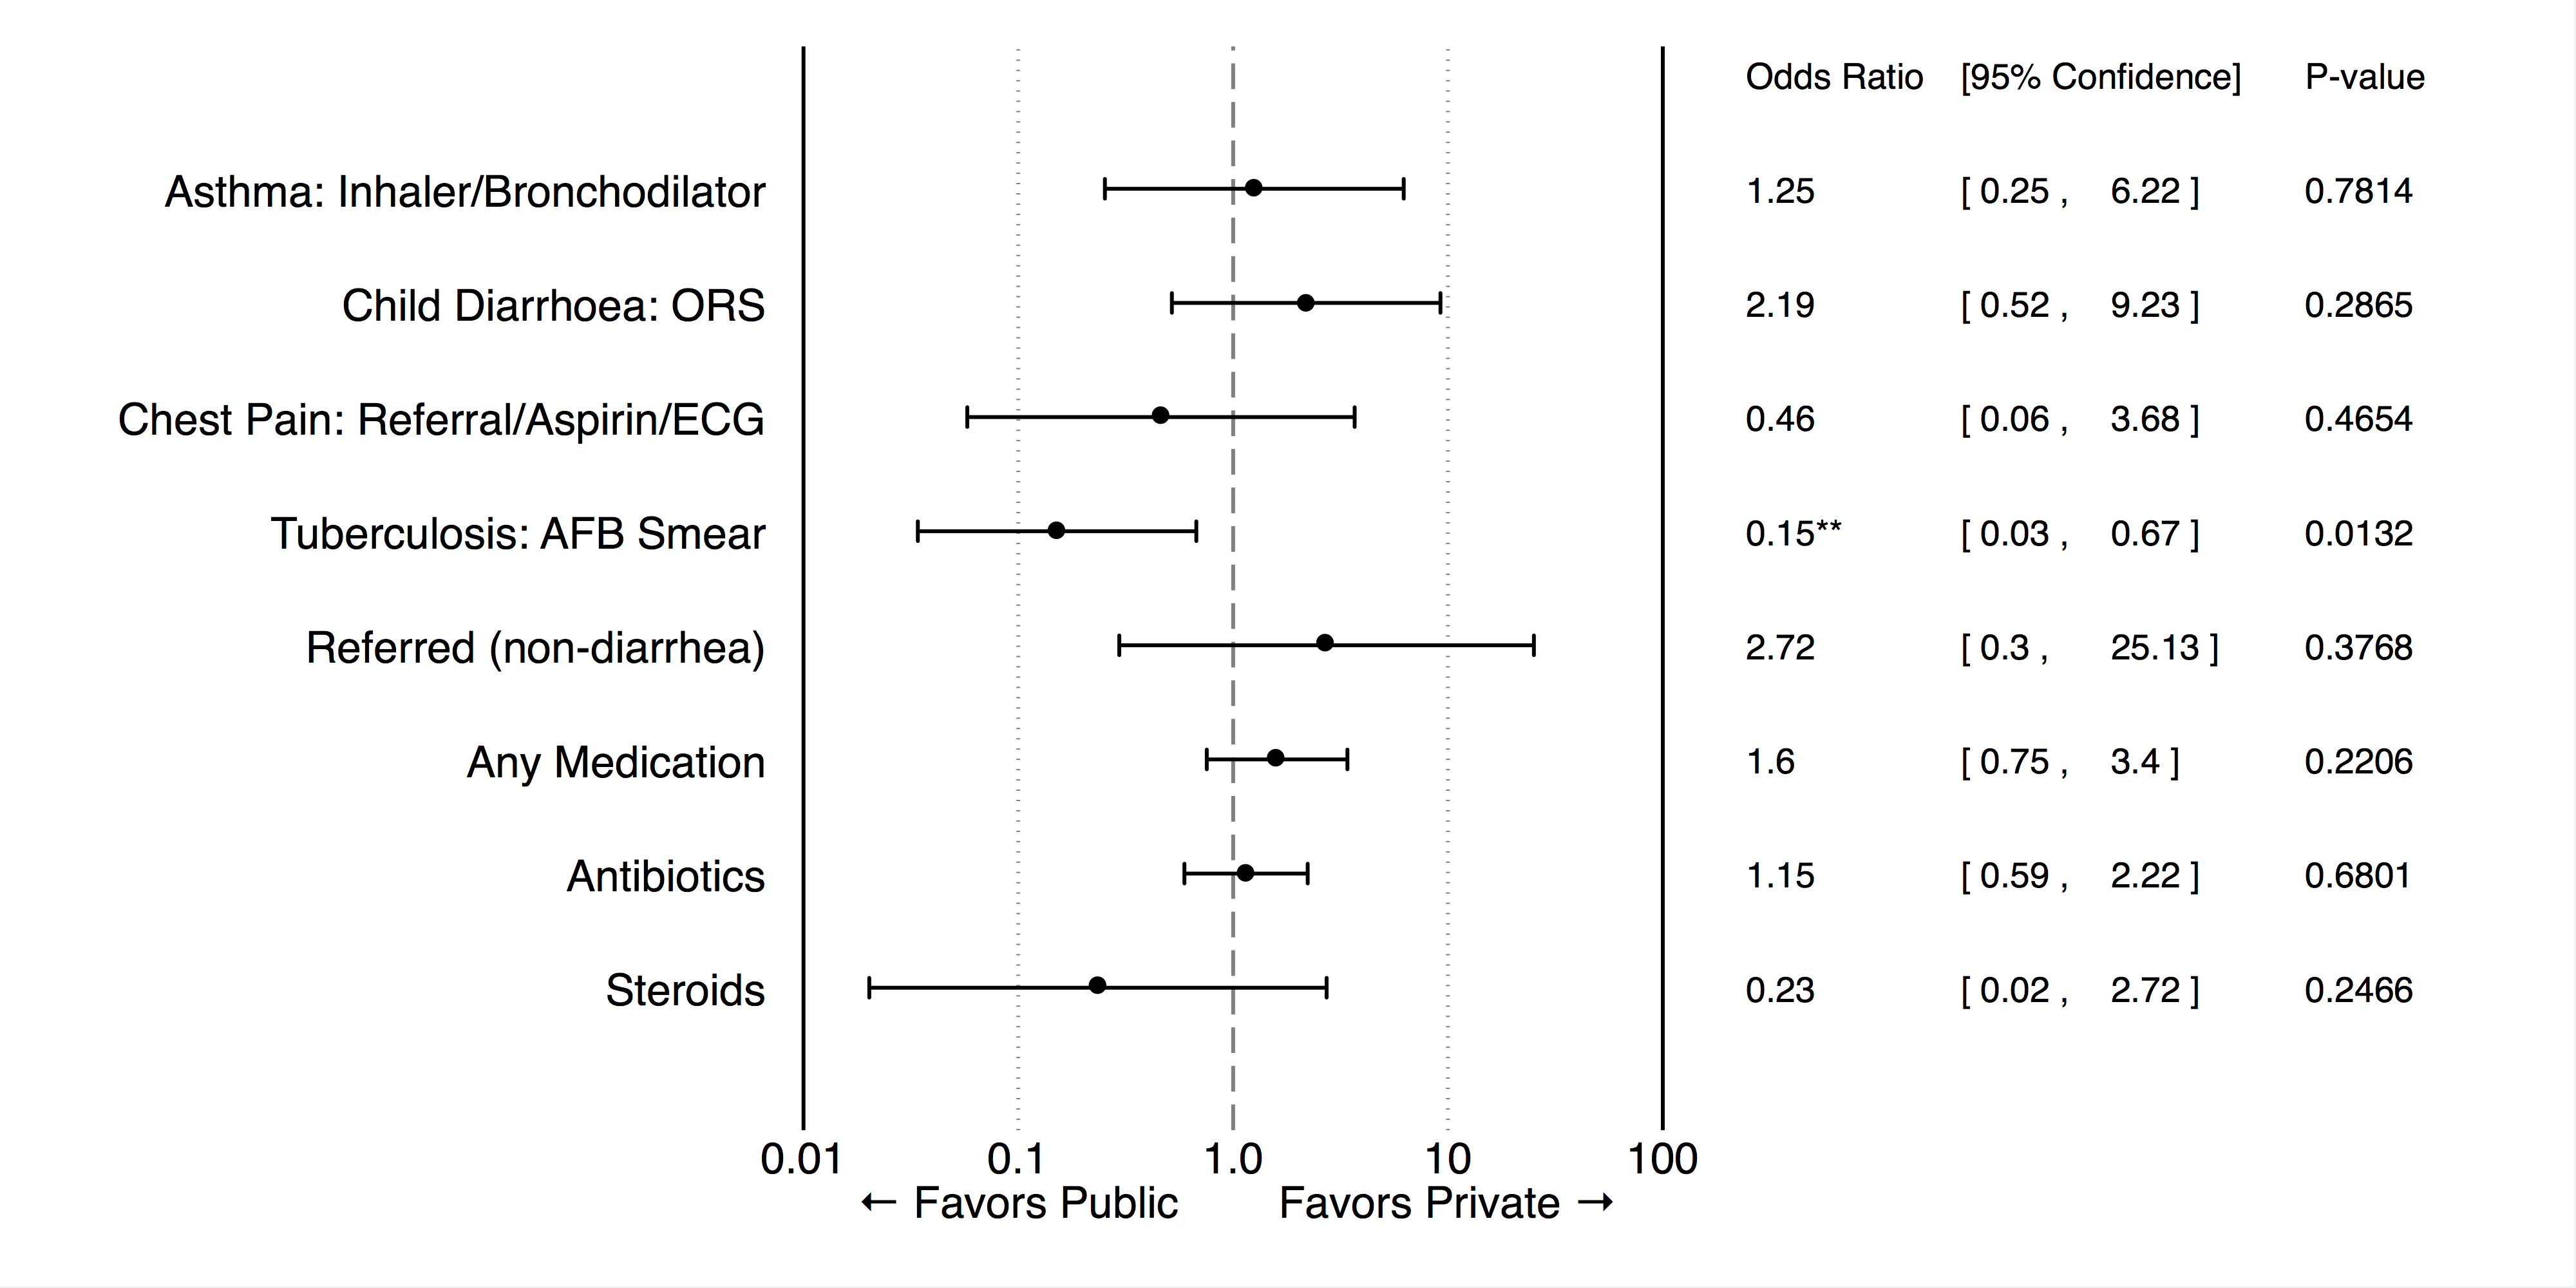 Odds Ratio [95% Confidence] P-value
Asthma: Inhaler/Bronchodilator 1.25 [ 0.25 , 6.22 ] 0.7814
Child Diarrhoea: ORS 2.19 [ 0.52 , 9.23 ] 0.2865
Chest Pain: Referral/Aspirin/ECG 0.46 [ 0.06 , 3.68 ] 0.4654
Tuberculosis: AFB Smear 0.15** [ 0.03 , 0.67 ] 0.0132
Referred (non-diarrhea) 2.72 [ 0.3 , 25.13 ] 0.3768
Any Medication 1.6 [ 0.75 , 3.4 ] 0.2206
Antibiotics 1.15 [ 0.59 , 2.22 ] 0.6801
Steroids 0.23 [ 0.02 , 2.72 ] 0.2466
0.01 0.1 1.0 10 100
← Favors Public Favors Private →